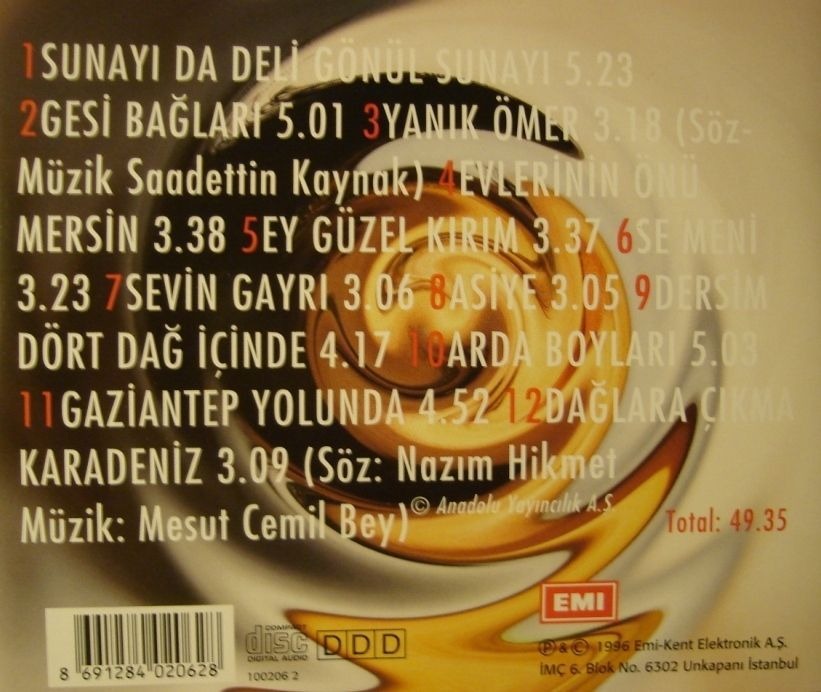 1SUNAYI DA DELİ GÖNÜL SUNAYI 5.23
2GESİ BAĞLARI 5.01 3YANIK ÖMER 3.18 (Söz-
Müzik Saadettin Kaynak) 4EVLERİNİN ÖNÜ
MERSİN 3.38 5EY GÜZEL KIRIM 3.37 6SE MENİ
3.23 7SEVİN GAYRI 3.06 8ASİYE 3.05 9DERSİM
DÖRT DAĞ İÇİNDE 4.17 10ARDA BOYLARI 5.03
11GAZİANTEP YOLUNDA 4.52 12DAĞLARA ÇIKMA
KARADENİZ 3.09 (Söz: Nazım Hikmet
Müzik: Mesut Cemil Bey)
© Anadolu Yayıncılık A.Ş.
Total: 49.35
EMI
8 691284 020628
COMPACT
disc
DIGITAL AUDIO
DDD
100206 2
℗ & © 1996 Emi-Kent Elektronik A.Ş.
İMÇ 6. Blok No. 6302 Unkapanı İstanbul